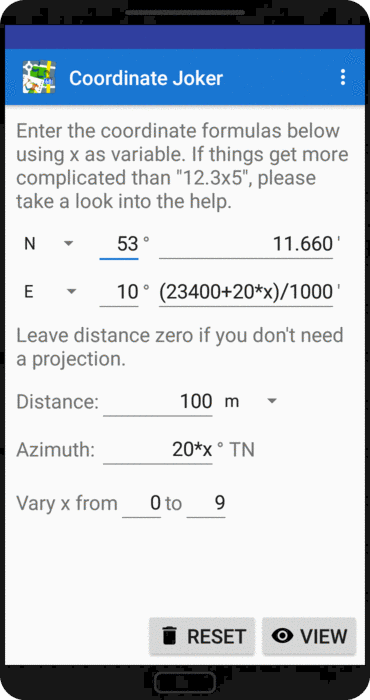 Coordinate Joker
Enter the coordinate formulas below
using x as variable. If things get more
complicated than "12.3x5", please
take a look into the help.
N 53 ° 11.660 '
E 10 ° (23400+20*x)/1000 '
Leave distance zero if you don't need
a projection.
Distance: 100 m
Azimuth: 20*x ° TN
Vary x from 0 to 9
RESET VIEW